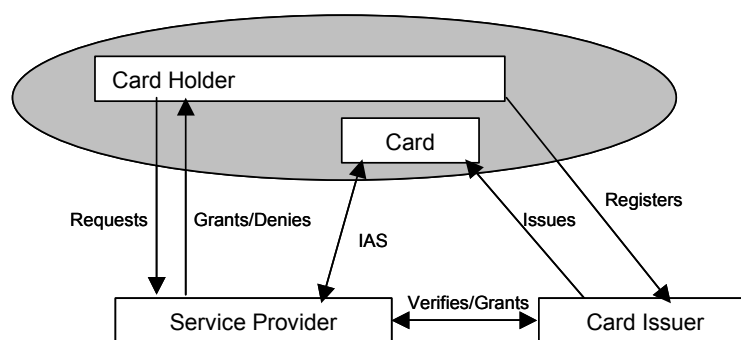 Card Holder
Card
Requests
Grants/Denies
IAS
Issues
Registers
Verifies/Grants
Service Provider
Card Issuer